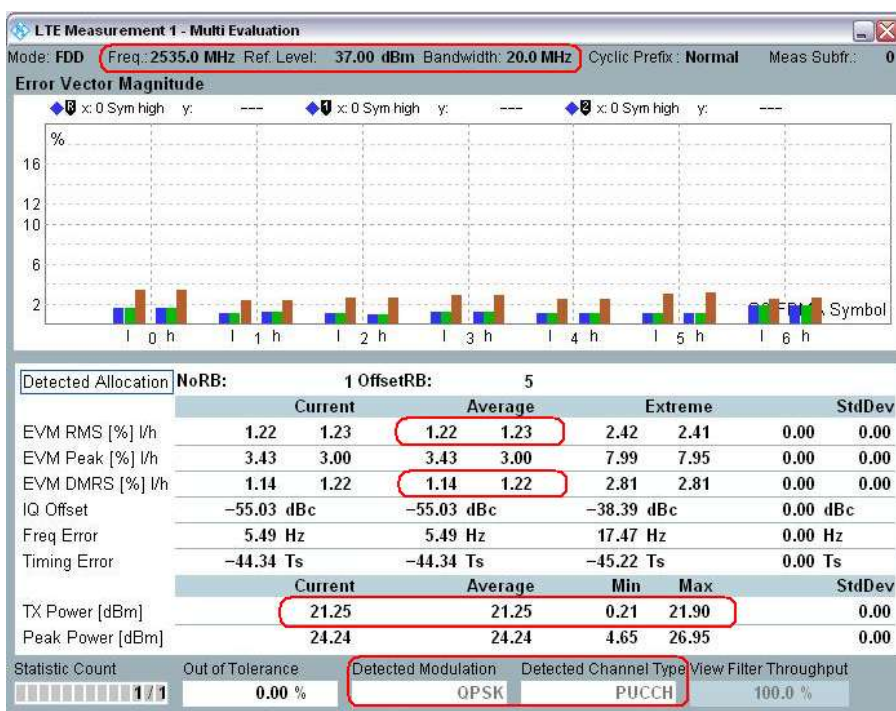 LTE Measurement 1 - Multi Evaluation
Mode: FDD Freq.: 2535.0 MHz Ref. Level: 37.00 dBm Bandwidth: 20.0 MHz Cyclic Prefix: Normal Meas Subfr.: 0
Error Vector Magnitude
R x: 0 Sym high y: --- 1 x: 0 Sym high y: --- 2 x: 0 Sym high y: ---
%
16
12
10
6
2
Symbol
l 0 h l 1 h l 2 h l 3 h l 4 h l 5 h l 6 h
Detected Allocation NoRB: 1 OffsetRB: 5
Current Average Extreme StdDev
EVM RMS [%] l/h 1.22 1.23 1.22 1.23 2.42 2.41 0.00 0.00
EVM Peak [%] l/h 3.43 3.00 3.43 3.00 7.99 7.95 0.00 0.00
EVM DMRS [%] l/h 1.14 1.22 1.14 1.22 2.81 2.81 0.00 0.00
IQ Offset −55.03 dBc −55.03 dBc −38.39 dBc 0.00 dBc
Freq Error 5.49 Hz 5.49 Hz 17.47 Hz 0.00 Hz
Timing Error −44.34 Ts −44.34 Ts −45.22 Ts 0.00 Ts
Current Average Min Max StdDev
TX Power [dBm] 21.25 21.25 0.21 21.90 0.00
Peak Power [dBm] 24.24 24.24 4.65 26.95 0.00
Statistic Count Out of Tolerance Detected Modulation Detected Channel Type View Filter Throughput
1 / 1 0.00 % QPSK PUCCH 100.0 %